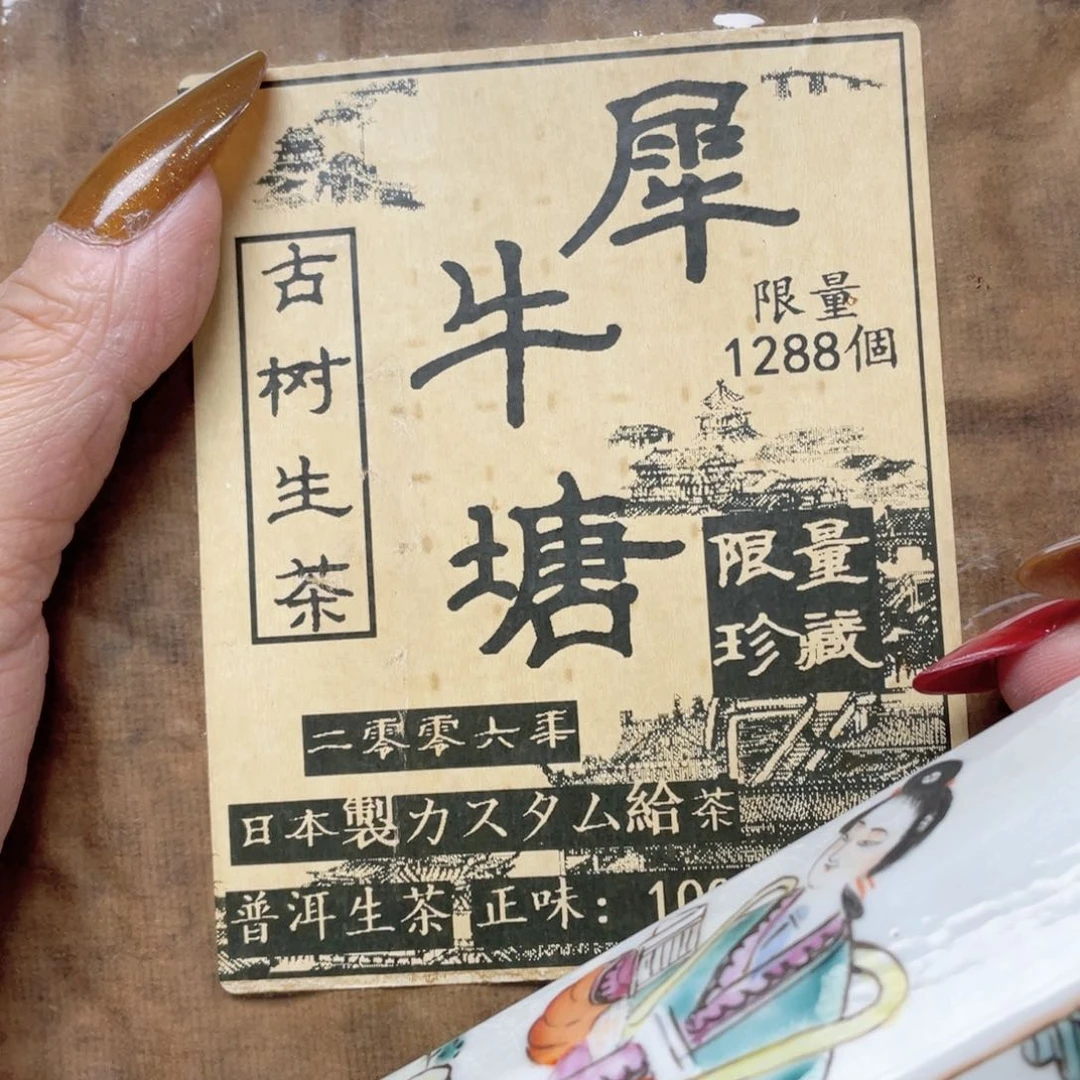 犀牛塘
限量
1288個
古树生茶
限量
珍藏
二零零六年
日本製カスタム給茶
普洱生茶 正味: 10